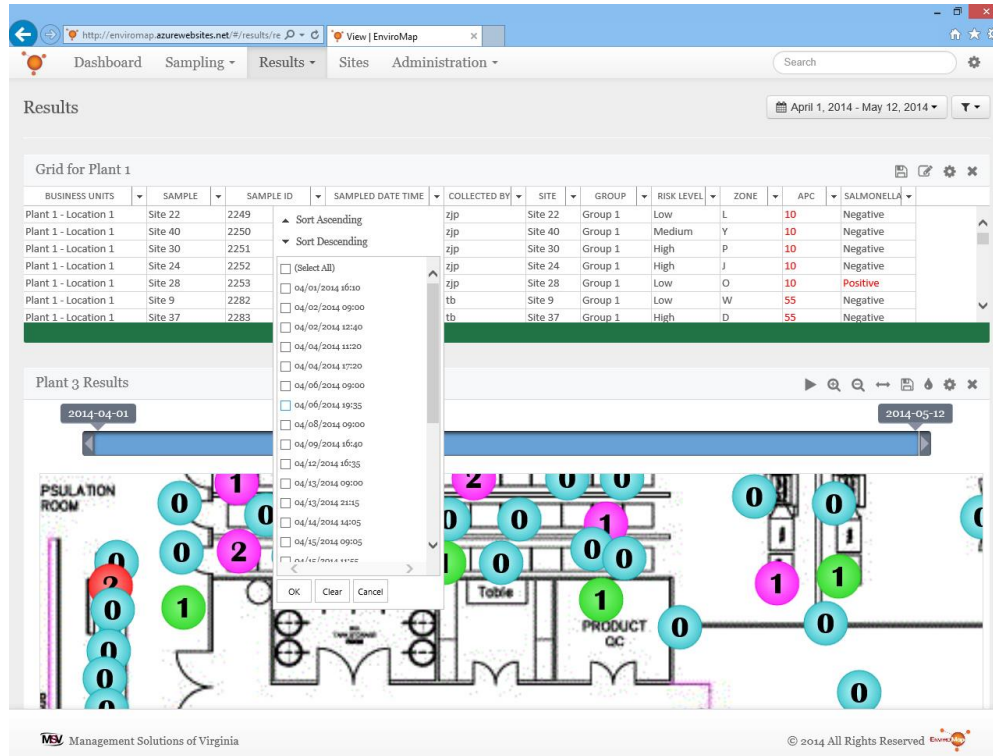 http://enviromap.azurewebsites.net/#/results/re
View | EnviroMap
Dashboard Sampling Results Sites Administration Search
Results April 1, 2014 - May 12, 2014
Grid for Plant 1
BUSINESS UNITS SAMPLE SAMPLE ID SAMPLED DATE TIME COLLECTED BY SITE GROUP RISK LEVEL ZONE APC SALMONELLA
Plant 1 - Location 1 Site 22 2249 zjp Site 22 Group 1 Low L 10 Negative
Plant 1 - Location 1 Site 40 2250 zjp Site 40 Group 1 Medium Y 10 Negative
Plant 1 - Location 1 Site 30 2251 zjp Site 30 Group 1 High P 10 Negative
Plant 1 - Location 1 Site 24 2252 zjp Site 24 Group 1 High J 10 Negative
Plant 1 - Location 1 Site 28 2253 zjp Site 28 Group 1 Low O 10 Positive
Plant 1 - Location 1 Site 9 2282 tb Site 9 Group 1 Low W 55 Negative
Plant 1 - Location 1 Site 37 2283 tb Site 37 Group 1 High D 55 Negative
Sort Ascending
Sort Descending
(Select All)
04/01/2014 16:10
04/02/2014 09:00
04/02/2014 12:40
04/04/2014 11:20
04/04/2014 17:20
04/06/2014 09:00
04/06/2014 19:35
04/08/2014 09:00
04/09/2014 16:40
04/12/2014 16:35
04/13/2014 09:00
04/13/2014 21:15
04/14/2014 14:05
04/15/2014 09:05
04/15/2014 11:55
OK Clear Cancel
Plant 3 Results
2014-04-01 2014-05-12
PSULATION
ROOM
0 1 2 0 0 0 0
0 0 0 1
0 2 0 0 0
0 2 1 0 1 1
0 1 Table 1
PRODUCT
QC
0 0
0
0 0
MSV Management Solutions of Virginia © 2014 All Rights Reserved EnviroMap